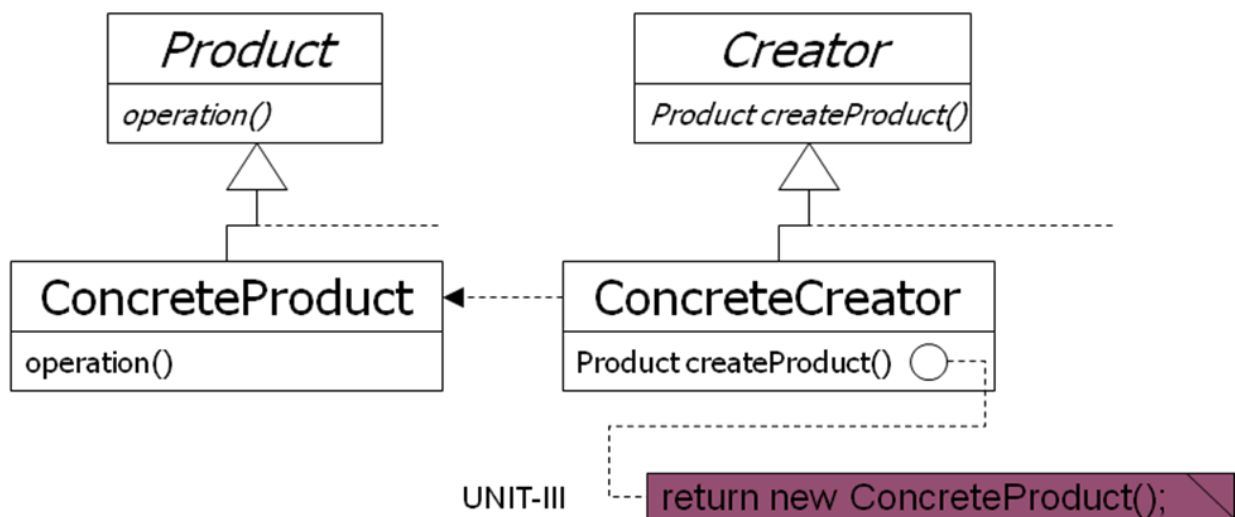 Product
operation()
Creator
Product createProduct()
ConcreteProduct
operation()
ConcreteCreator
Product createProduct()
UNIT-III
return new ConcreteProduct();